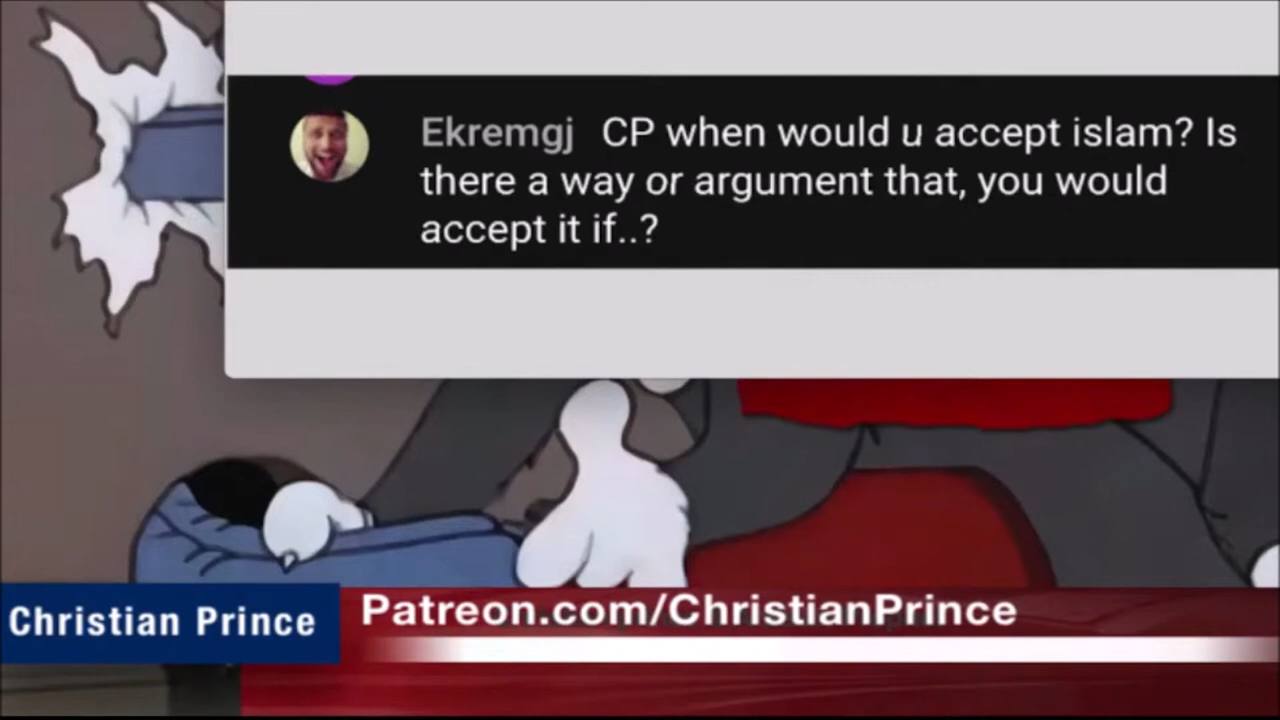 Ekremgj CP when would u accept islam? Is
there a way or argument that, you would
accept it if..?
Christian Prince
Patreon.com/ChristianPrince